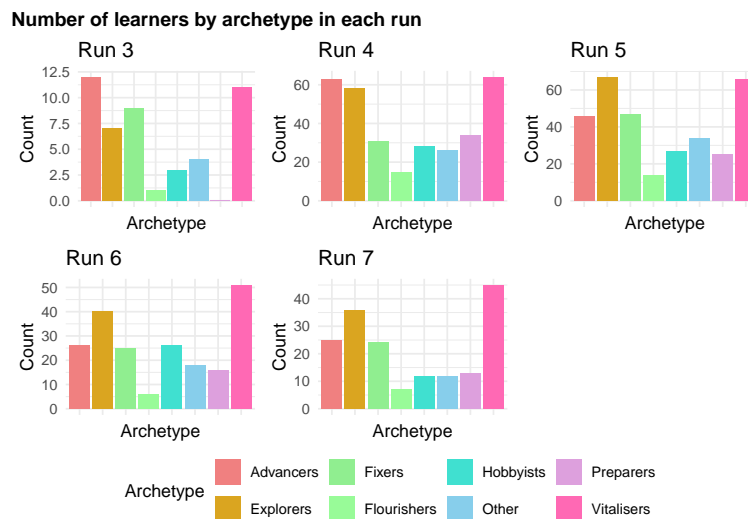 Number of learners by archetype in each run
Run 3
12.5
10.0
7.5
5.0
2.5
0.0
Count
Archetype
Run 4
60
40
20
0
Count
Archetype
Run 5
60
40
20
0
Count
Archetype
Run 6
50
40
30
20
10
0
Count
Archetype
Run 7
40
30
20
10
0
Count
Archetype
Archetype
Advancers
Fixers
Hobbyists
Preparers
Explorers
Flourishers
Other
Vitalisers